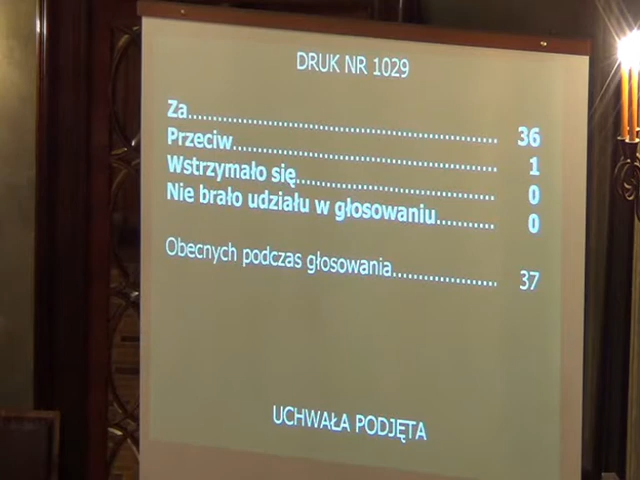 DRUK NR 1029
Za............................................................ 36
Przeciw.................................................... 1
Wstrzymało się........................................ 0
Nie brało udziału w głosowaniu........... 0
Obecnych podczas głosowania.................. 37
UCHWAŁA PODJĘTA